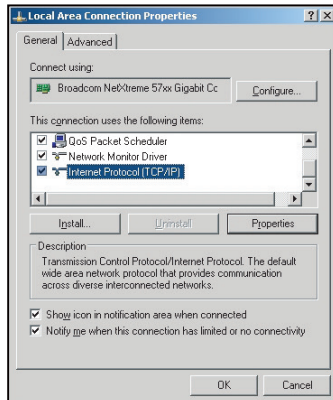 Local Area Connection Properties
General Advanced
Connect using:
Broadcom NetXtreme 57xx Gigabit Cc Configure...
This connection uses the following items:
QoS Packet Scheduler
Network Monitor Driver
Internet Protocol (TCP/IP)
Install... Uninstall Properties
Description
Transmission Control Protocol/Internet Protocol. The default
wide area network protocol that provides communication
across diverse interconnected networks.
Show icon in notification area when connected
Notify me when this connection has limited or no connectivity
OK Cancel